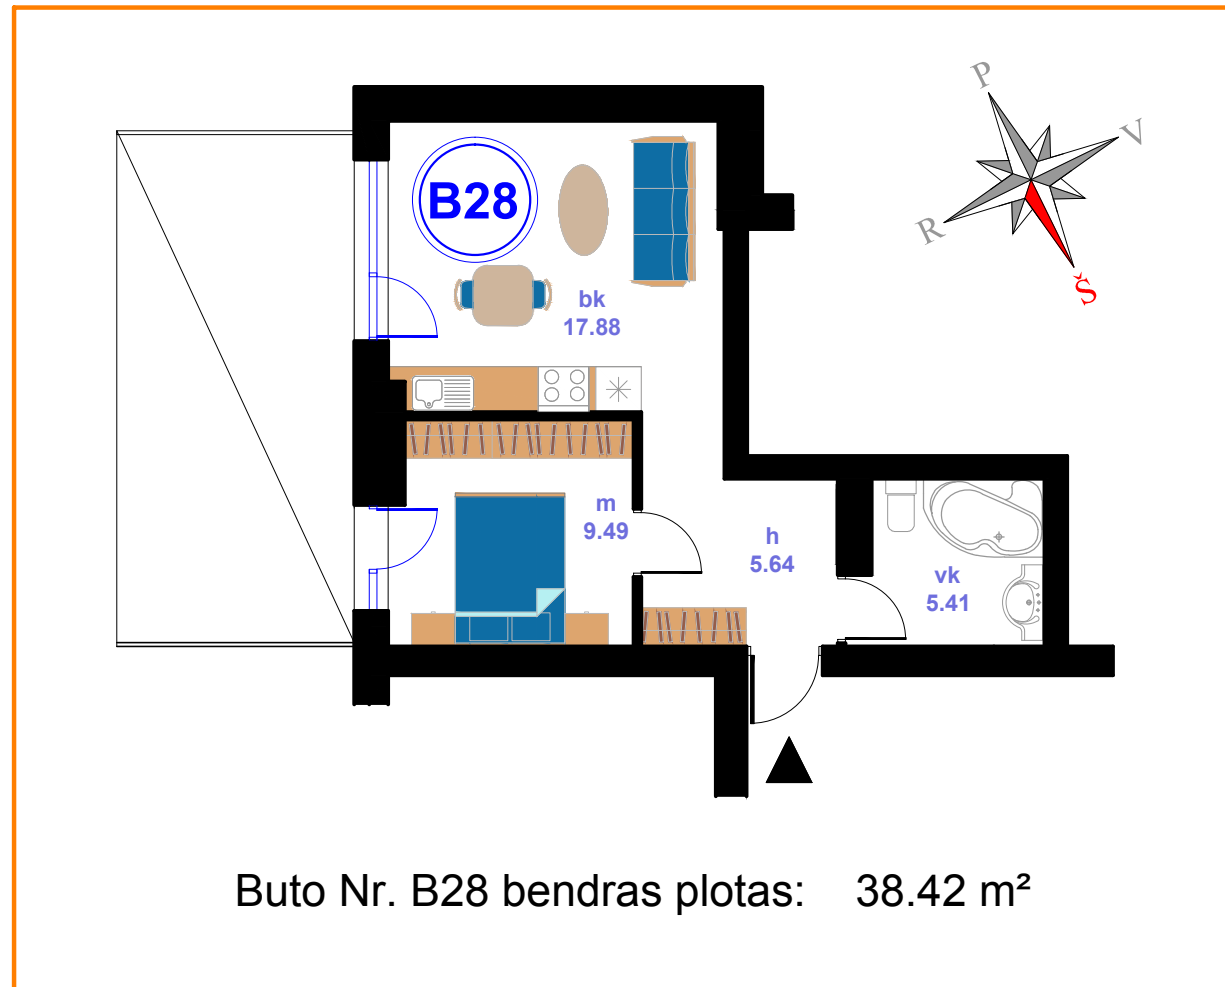 P
V
R
Š
B28
bk
17.88
m
9.49
h
5.64
vk
5.41
Buto Nr. B28 bendras plotas: 38.42 m²